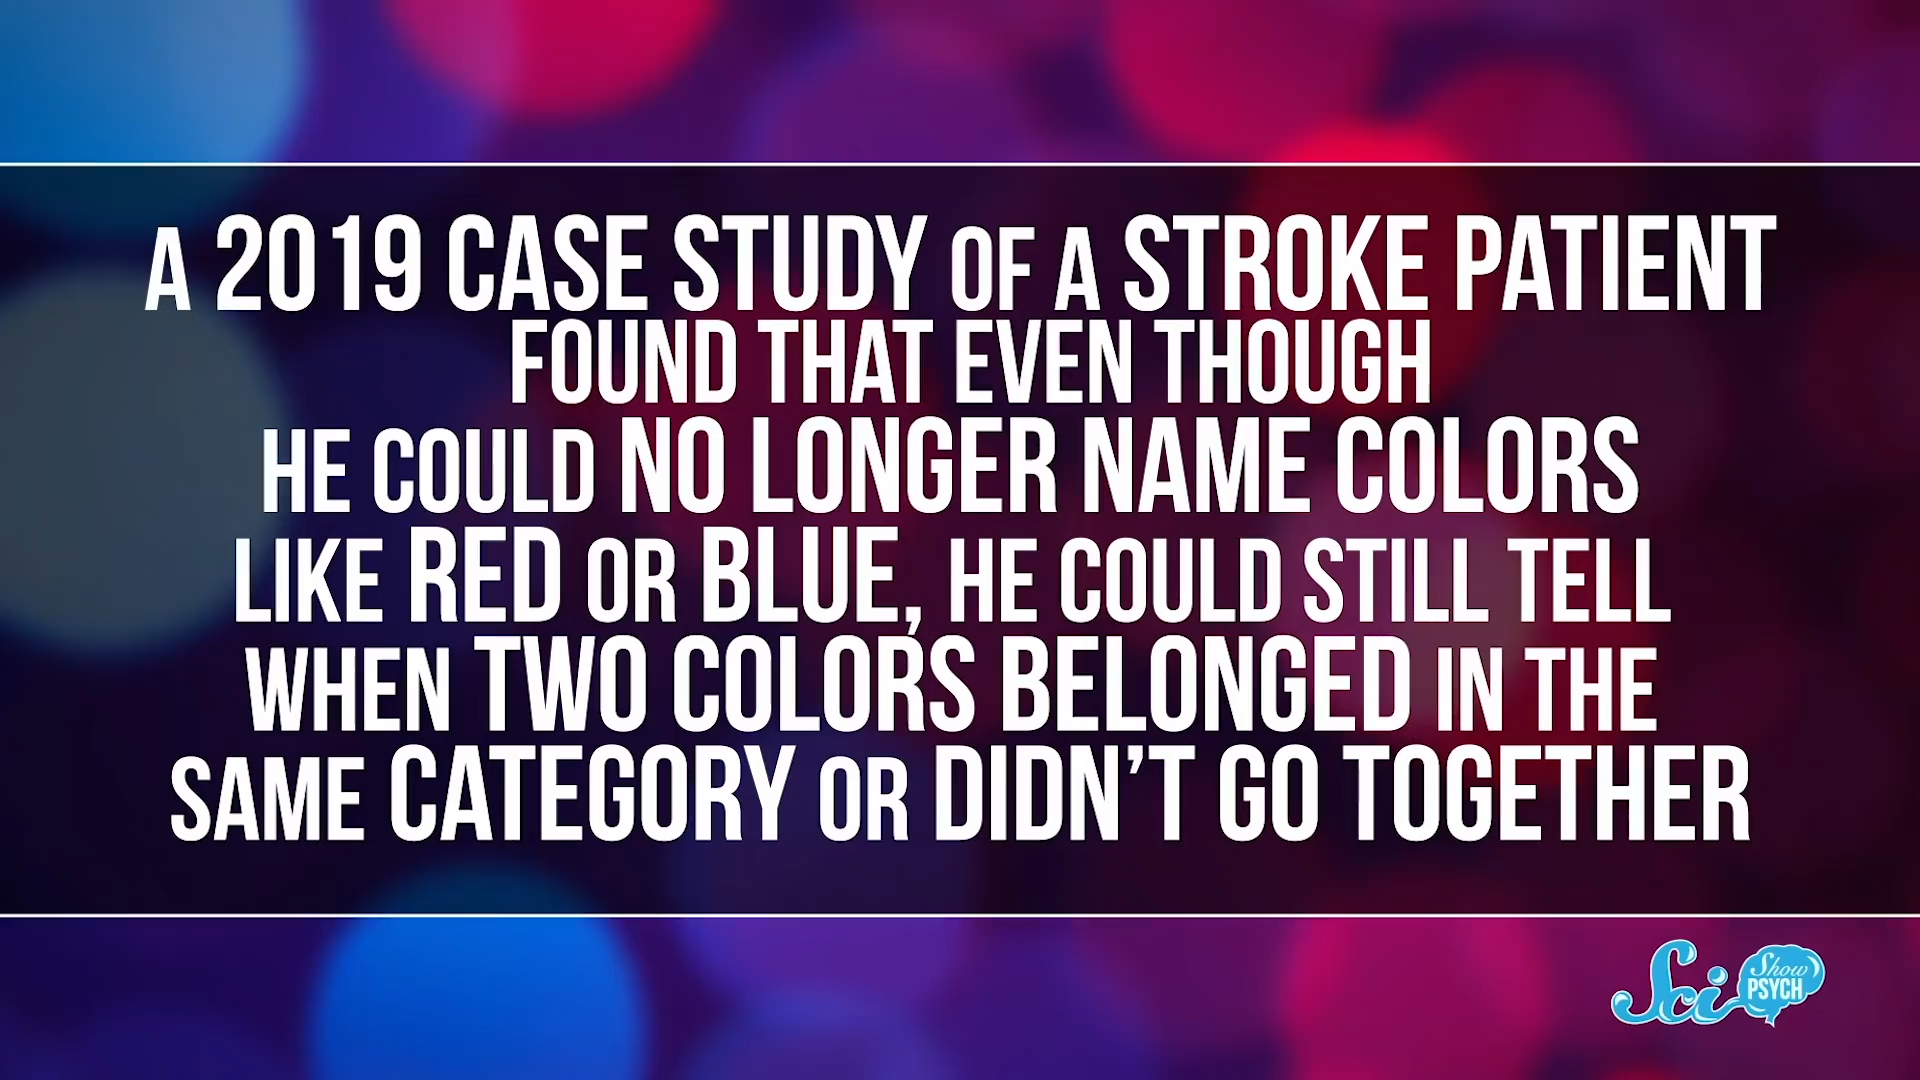 A 2019 CASE STUDY OF A STROKE PATIENT
FOUND THAT EVEN THOUGH
HE COULD NO LONGER NAME COLORS
LIKE RED OR BLUE, HE COULD STILL TELL
WHEN TWO COLORS BELONGED IN THE
SAME CATEGORY OR DIDN'T GO TOGETHER
Sci Show
PSYCH